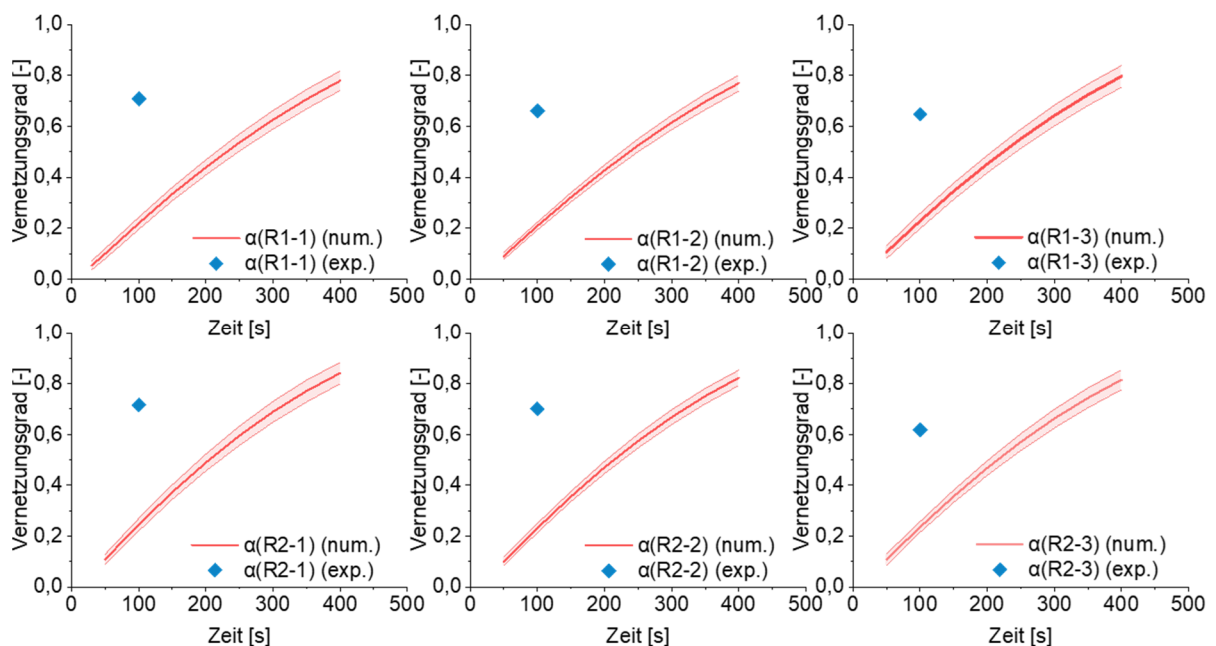 Vernetzungsgrad [-]
1,0
0,8
0,6
0,4
0,2
0,0
α(R1-1) (num.)
α(R1-1) (exp.)
0 100 200 300 400 500
Zeit [s]
Vernetzungsgrad [-]
1,0
0,8
0,6
0,4
0,2
0,0
α(R1-2) (num.)
α(R1-2) (exp.)
0 100 200 300 400 500
Zeit [s]
Vernetzungsgrad [-]
1,0
0,8
0,6
0,4
0,2
0,0
α(R1-3) (num.)
α(R1-3) (exp.)
0 100 200 300 400 500
Zeit [s]
Vernetzungsgrad [-]
1,0
0,8
0,6
0,4
0,2
0,0
α(R2-1) (num.)
α(R2-1) (exp.)
0 100 200 300 400 500
Zeit [s]
Vernetzungsgrad [-]
1,0
0,8
0,6
0,4
0,2
0,0
α(R2-2) (num.)
α(R2-2) (exp.)
0 100 200 300 400 500
Zeit [s]
Vernetzungsgrad [-]
1,0
0,8
0,6
0,4
0,2
0,0
α(R2-3) (num.)
α(R2-3) (exp.)
0 100 200 300 400 500
Zeit [s]